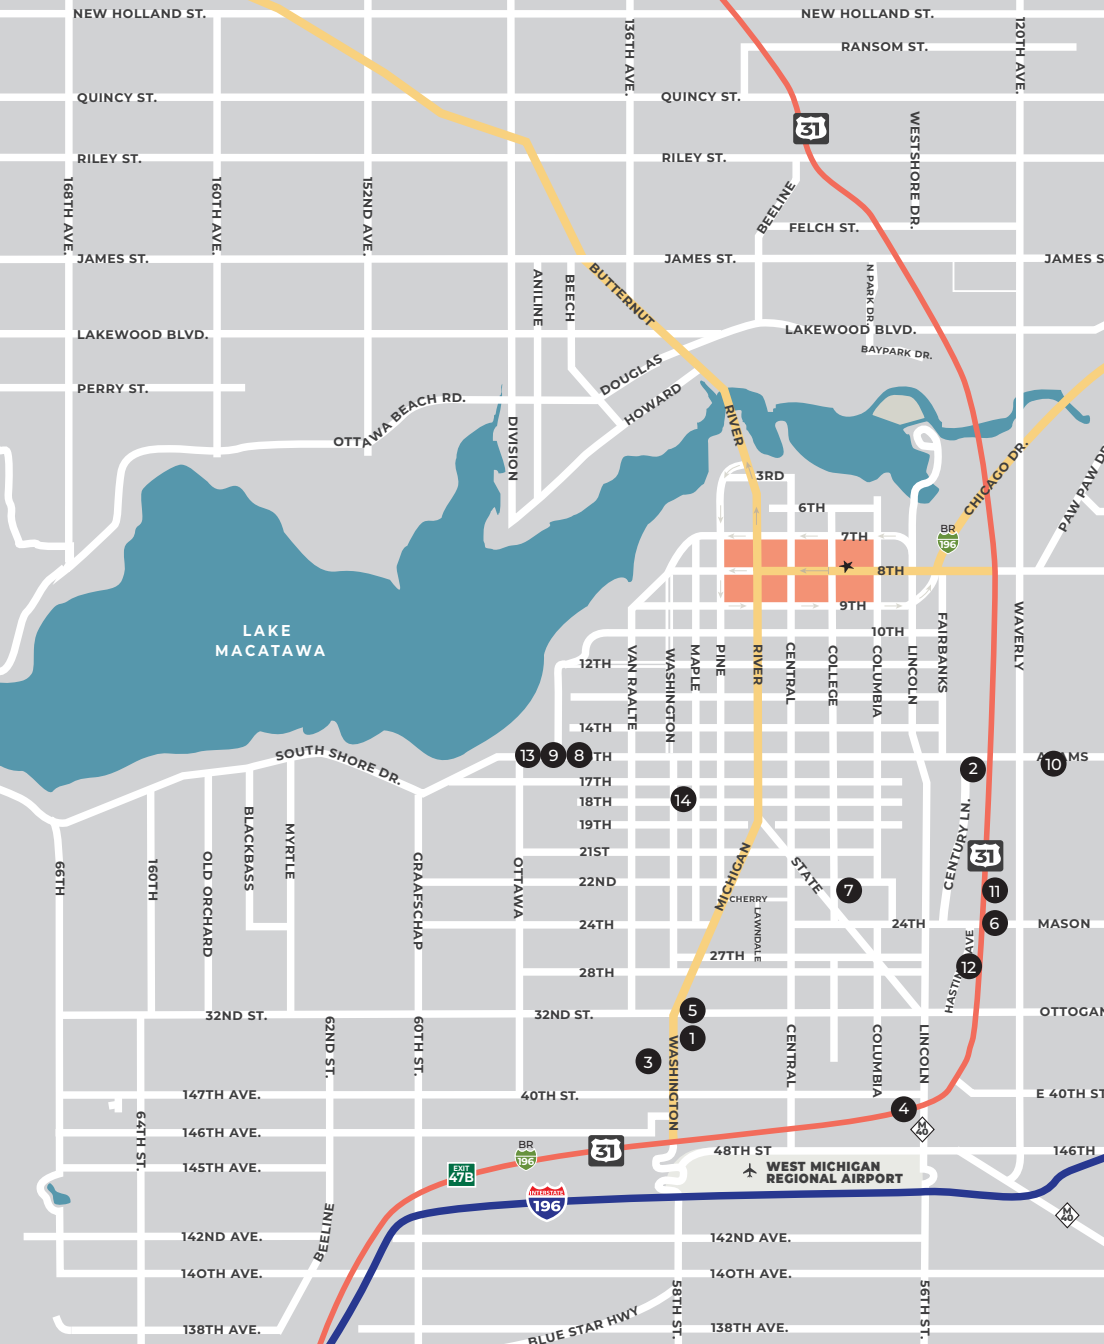 NEW HOLLAND ST.
NEW HOLLAND ST.
136TH AVE.
120TH AVE.
RANSOM ST.
QUINCY ST.
QUINCY ST.
31
WESTSHORE DR.
RILEY ST.
RILEY ST.
168TH AVE.
160TH AVE.
152ND AVE.
BEELINE
FELCH ST.
JAMES ST.
JAMES ST.
JAMES S
ANILINE
BEECH
BUTTERNUT
N PARK DR.
LAKEWOOD BLVD.
LAKEWOOD BLVD.
BAYPARK DR.
PERRY ST.
DOUGLAS
HOWARD
OTTAWA BEACH RD.
DIVISION
RIVER
CHICAGO DR.
PAW PAW DR
3RD
6TH
7TH
BR
196
8TH
9TH
10TH
LAKE
MACATAWA
12TH
VAN RAALTE
WASHINGTON
MAPLE
PINE
RIVER
CENTRAL
COLLEGE
COLUMBIA
LINCOLN
FAIRBANKS
WAVERLY
14TH
SOUTH SHORE DR.
13
9
8
TH
2
10
17TH
18TH
14
19TH
21ST
22ND
66TH
160TH
OLD ORCHARD
BLACKBASS
MYRTLE
GRAAFSCHAP
OTTAWA
MICHIGAN
STATE
CENTURY LN.
31
7
11
CHERRY
LAWNDALE
24TH
24TH
6
MASON
27TH
12
28TH
32ND ST.
32ND ST.
5
OTTOGAN
62ND ST.
60TH ST.
1
3
WASHINGTON
CENTRAL
COLUMBIA
LINCOLN
147TH AVE.
40TH ST.
E 40TH ST
4
M
40
64TH ST.
146TH AVE.
145TH AVE.
BR
196
31
48TH ST
146TH
EXIT
47B
WEST MICHIGAN
REGIONAL AIRPORT
INTERSTATE
196
M
40
BEELINE
142ND AVE.
142ND AVE.
140TH AVE.
140TH AVE.
58TH ST.
56TH ST.
138TH AVE.
BLUE STAR HWY
138TH AVE.